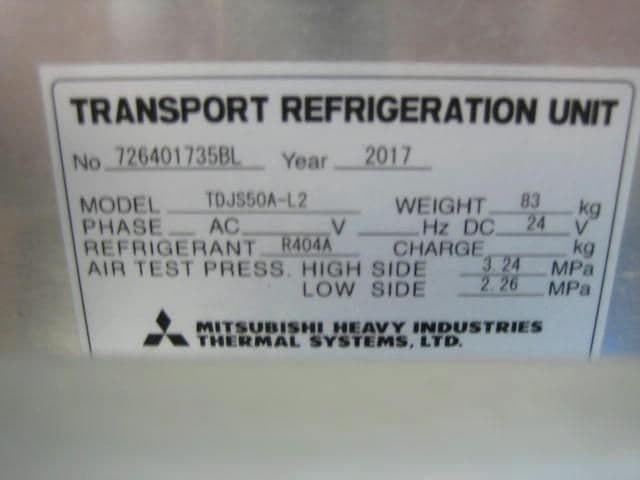 TRANSPORT REFRIGERATION UNIT
No 726401735BL Year 2017
MODEL TDJS50A-L2 WEIGHT 83 kg
PHASE AC V Hz DC 24 V
REFRIGERANT R404A CHARGE kg
AIR TEST PRESS. HIGH SIDE 3.24 MPa
LOW SIDE 2.26 MPa
MITSUBISHI HEAVY INDUSTRIES
THERMAL SYSTEMS, LTD.